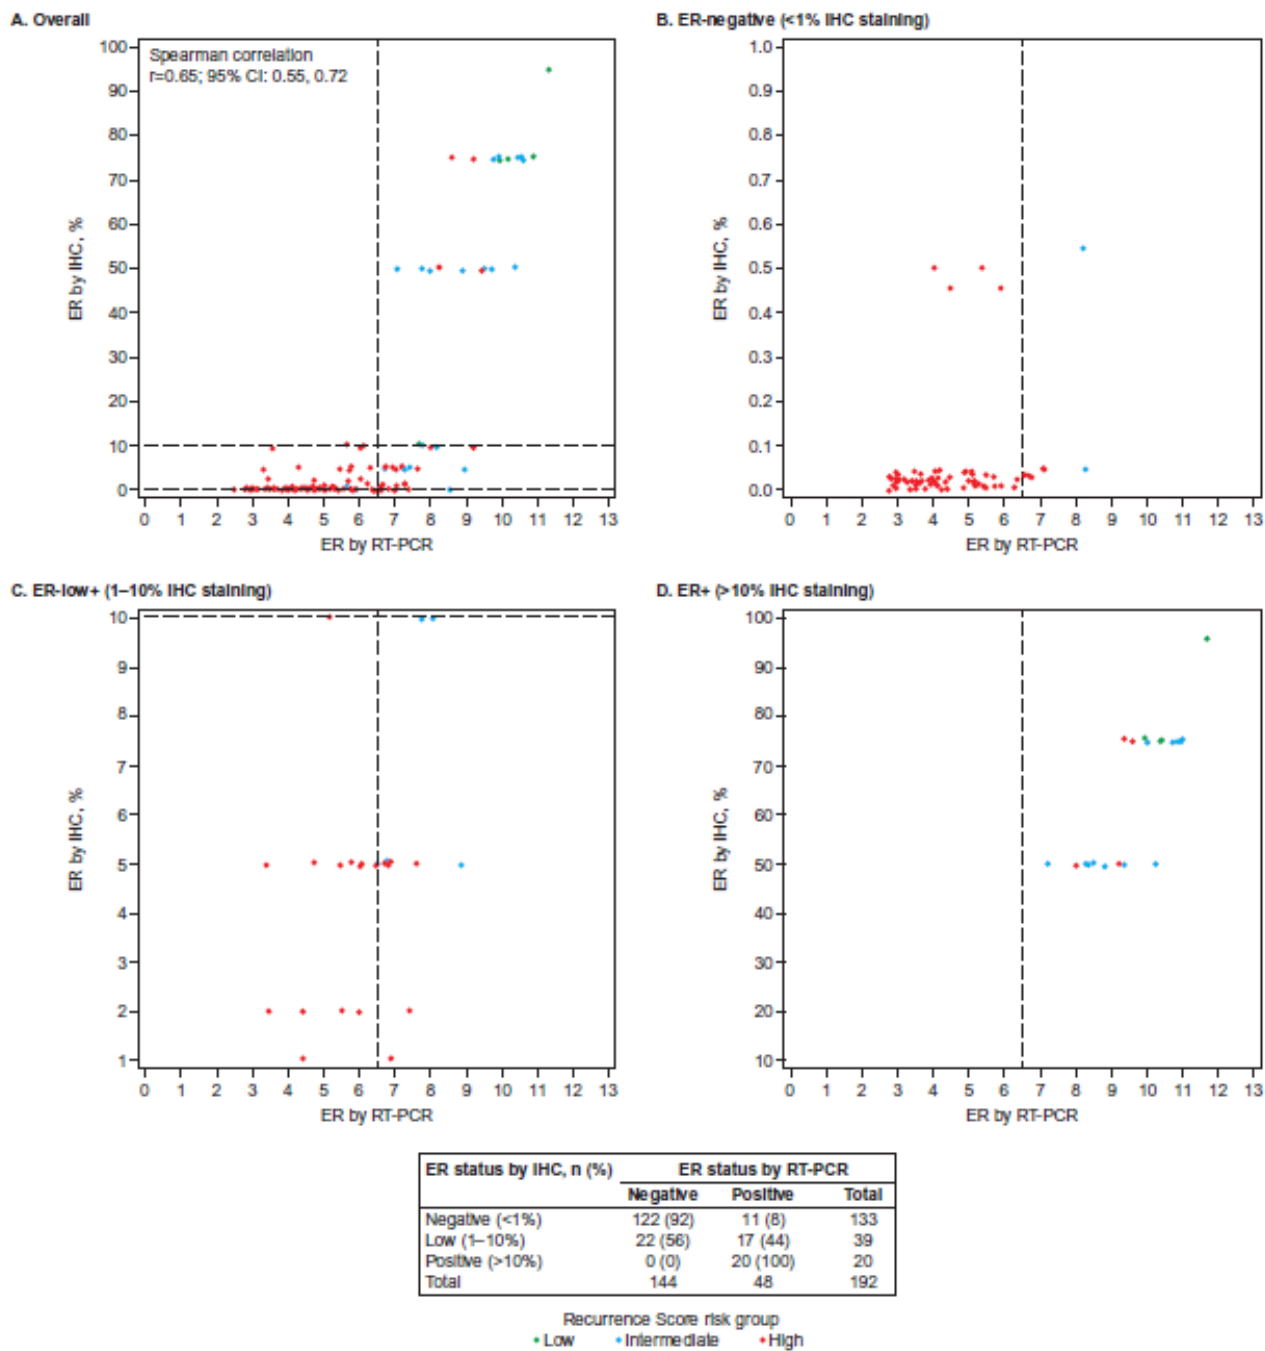 A. Overall
Spearman correlation
r=0.65; 95% CI: 0.55, 0.72
100
90
80
70
60
50
40
30
20
10
0
ER by IHC, %
0 1 2 3 4 5 6 7 8 9 10 11 12 13
ER by RT-PCR
B. ER-negative (<1% IHC staining)
1.0
0.9
0.8
0.7
0.6
0.5
0.4
0.3
0.2
0.1
0.0
ER by IHC, %
0 1 2 3 4 5 6 7 8 9 10 11 12 13
ER by RT-PCR
C. ER-low+ (1–10% IHC staining)
10
9
8
7
6
5
4
3
2
1
ER by IHC, %
0 1 2 3 4 5 6 7 8 9 10 11 12 13
ER by RT-PCR
D. ER+ (>10% IHC staining)
100
90
80
70
60
50
40
30
20
10
ER by IHC, %
0 1 2 3 4 5 6 7 8 9 10 11 12 13
ER by RT-PCR
ER status by IHC, n (%) ER status by RT-PCR
Negative Positive Total
Negative (<1%) 122 (92) 11 (8) 133
Low (1–10%) 22 (56) 17 (44) 39
Positive (>10%) 0 (0) 20 (100) 20
Total 144 48 192
Recurrence Score risk group
Low Intermediate High